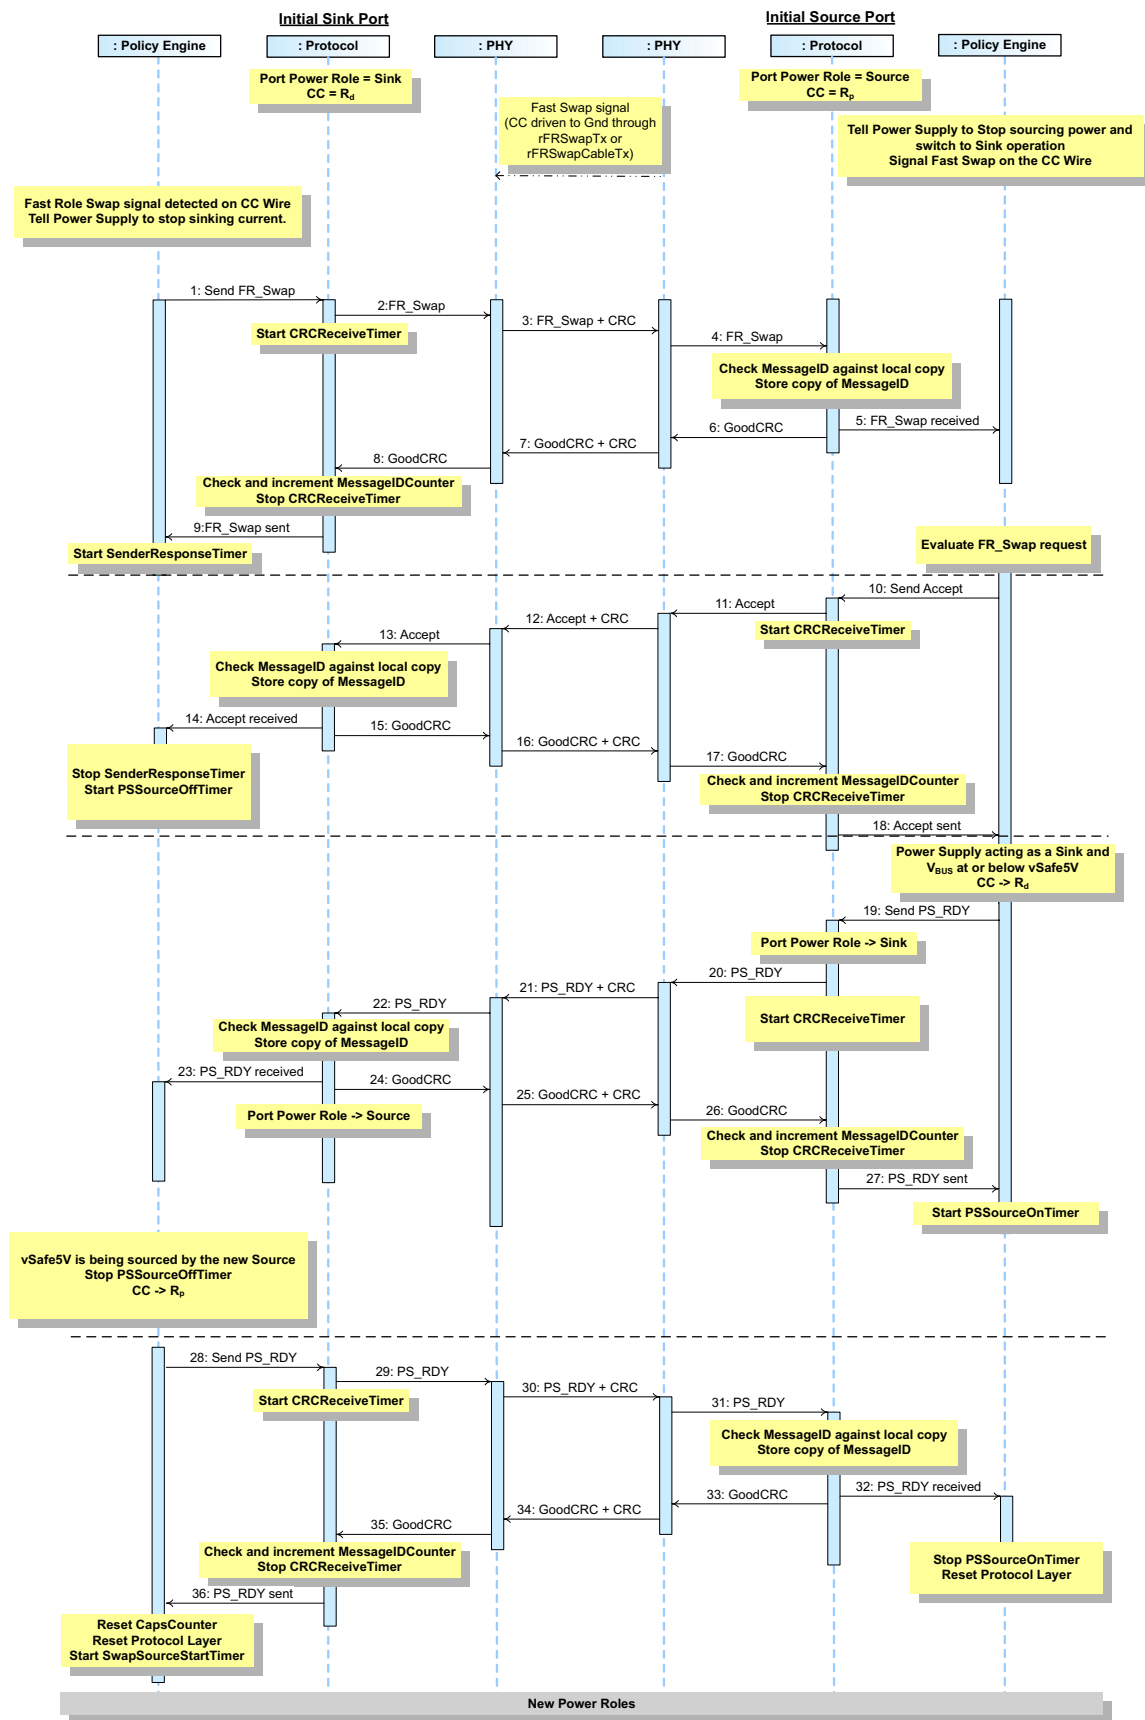 Initial Sink Port
Initial Source Port
: Policy Engine
: Protocol
: PHY
: PHY
: Protocol
: Policy Engine
Port Power Role = Sink
CC = Rd
Port Power Role = Source
CC = Rp
Fast Swap signal
(CC driven to Gnd through
rFRSwapTx or
rFRSwapCableTx)
Tell Power Supply to Stop sourcing power and
switch to Sink operation
Signal Fast Swap on the CC Wire
Fast Role Swap signal detected on CC Wire
Tell Power Supply to stop sinking current.
1: Send FR_Swap
2:FR_Swap
Start CRCReceiveTimer
3: FR_Swap + CRC
4: FR_Swap
Check MessageID against local copy
Store copy of MessageID
5: FR_Swap received
6: GoodCRC
7: GoodCRC + CRC
8: GoodCRC
Check and increment MessageIDCounter
Stop CRCReceiveTimer
9:FR_Swap sent
Start SenderResponseTimer
Evaluate FR_Swap request
10: Send Accept
11: Accept
Start CRCReceiveTimer
12: Accept + CRC
13: Accept
Check MessageID against local copy
Store copy of MessageID
14: Accept received
15: GoodCRC
16: GoodCRC + CRC
17: GoodCRC
Stop SenderResponseTimer
Start PSSourceOffTimer
Check and increment MessageIDCounter
Stop CRCReceiveTimer
18: Accept sent
Power Supply acting as a Sink and
VBUS at or below vSafe5V
CC -> Rd
19: Send PS_RDY
Port Power Role -> Sink
20: PS_RDY
21: PS_RDY + CRC
22: PS_RDY
Start CRCReceiveTimer
Check MessageID against local copy
Store copy of MessageID
23: PS_RDY received
24: GoodCRC
25: GoodCRC + CRC
26: GoodCRC
Port Power Role -> Source
Check and increment MessageIDCounter
Stop CRCReceiveTimer
27: PS_RDY sent
Start PSSourceOnTimer
vSafe5V is being sourced by the new Source
Stop PSSourceOffTimer
CC -> Rp
28: Send PS_RDY
29: PS_RDY
Start CRCReceiveTimer
30: PS_RDY + CRC
31: PS_RDY
Check MessageID against local copy
Store copy of MessageID
32: PS_RDY received
33: GoodCRC
34: GoodCRC + CRC
35: GoodCRC
Check and increment MessageIDCounter
Stop CRCReceiveTimer
Stop PSSourceOnTimer
Reset Protocol Layer
36: PS_RDY sent
Reset CapsCounter
Reset Protocol Layer
Start SwapSourceStartTimer
New Power Roles